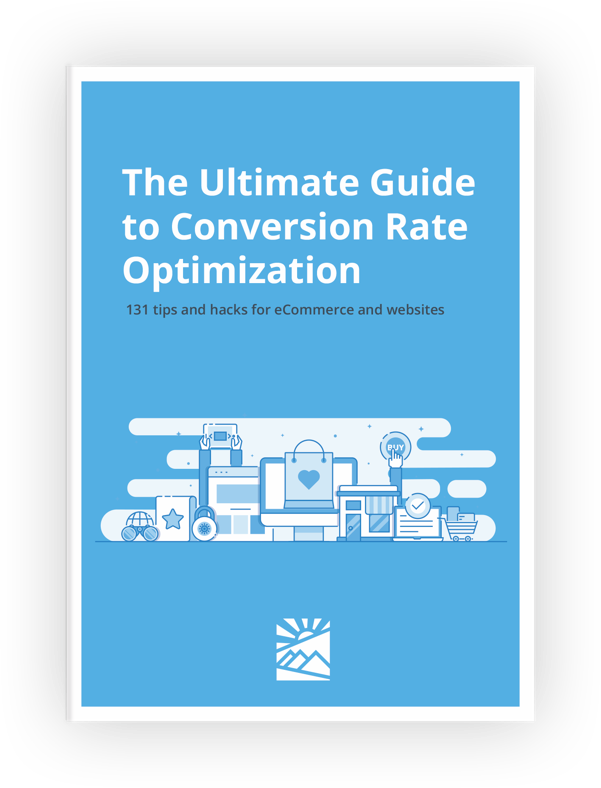 The Ultimate Guide
to Conversion Rate
Optimization
131 tips and hacks for eCommerce and websites
BUY